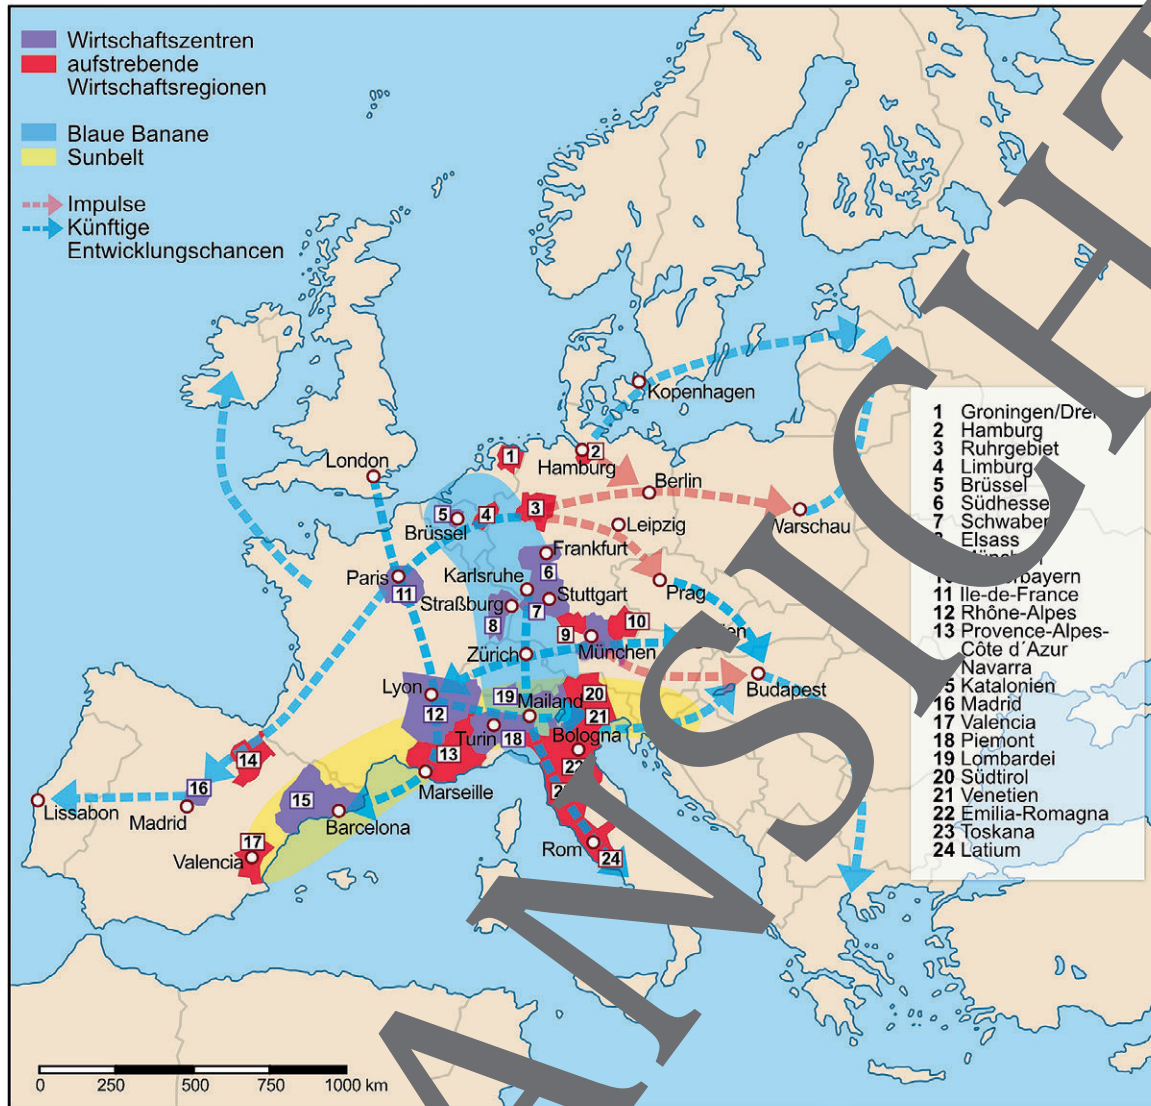 Wirtschaftszentren
aufstrebende
Wirtschaftsregionen
Blaue Banane
Sunbelt
Impulse
Künftige
Entwicklungschancen
Kopenhagen
London
1
2
Hamburg
Berlin
5
4
3
Brüssel
Leipzig
Warschau
Frankfurt
Paris
11
Karlsruhe
6
Stuttgart
Prag
Straßburg
7
8
9
10
München
Zürich
Lyon
12
19
Mailand
20
21
Budapest
Turin
18
Bologna
14
13
16
15
Marseille
Lissabon
Madrid
Barcelona
17
Valencia
Rom
24
1 Groningen/
2 Hamburg
3 Ruhrgebiet
4 Limburg
5 Brüssel
6 Südhesse
7 Schwaben
Elsass
11 Ile-de-France
12 Rhône-Alpes
13 Provence-Alpes-
Côte d´Azur
Navarra
Katalonien
16 Madrid
17 Valencia
18 Piemont
19 Lombardei
20 Südtirol
21 Venetien
22 Emilia-Romagna
23 Toskana
24 Latium
0 250 500 750 1000 km
ANSICHT